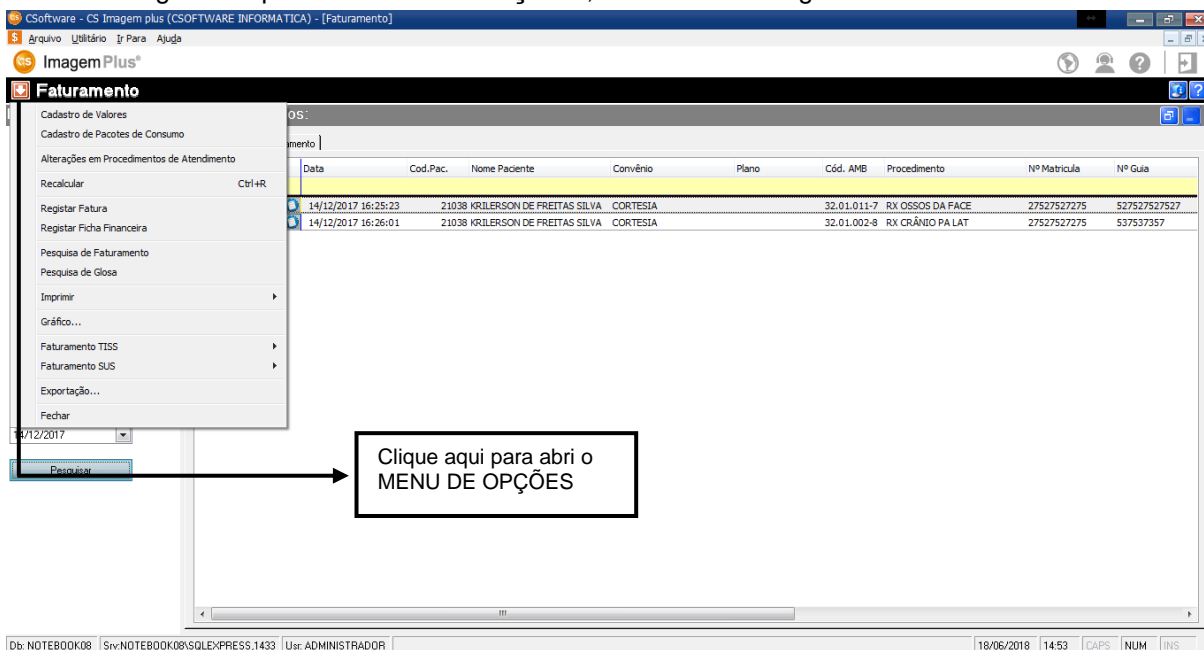 CSoftware - CS Imagem plus (CSOFTWARE INFORMATICA) - [Faturamento]
Arquivo Utilitário Ir Para Ajuda
Imagem Plus®
Faturamento
os:
Cadastro de Valores
Cadastro de Pacotes de Consumo
Alterações em Procedimentos de Atendimento
Recalcular Ctrl+R
Registar Fatura
Registar Ficha Financeira
Pesquisa de Faturamento
Pesquisa de Glosa
Imprimir
Gráfico...
Faturamento TISS
Faturamento SUS
Exportação...
Fechar
amento
Data Cod.Pac. Nome Paciente Convênio Plano Cód. AMB Procedimento Nº Matricula Nº Guia
14/12/2017 16:25:23 21038 KRILERSON DE FREITAS SILVA CORTESIA 32.01.011-7 RX OSSOS DA FACE 27527527275 527527527527
14/12/2017 16:26:01 21038 KRILERSON DE FREITAS SILVA CORTESIA 32.01.002-8 RX CRÂNIO PA LAT 27527527275 537537357
14/12/2017
Pesquisar
Clique aqui para abri o
MENU DE OPÇÕES
Db: NOTEBOOK08 Srv:NOTEBOOK08\SQLEXPRESS,1433 Usr: ADMINISTRADOR 18/06/2018 14:53 CAPS NUM INS